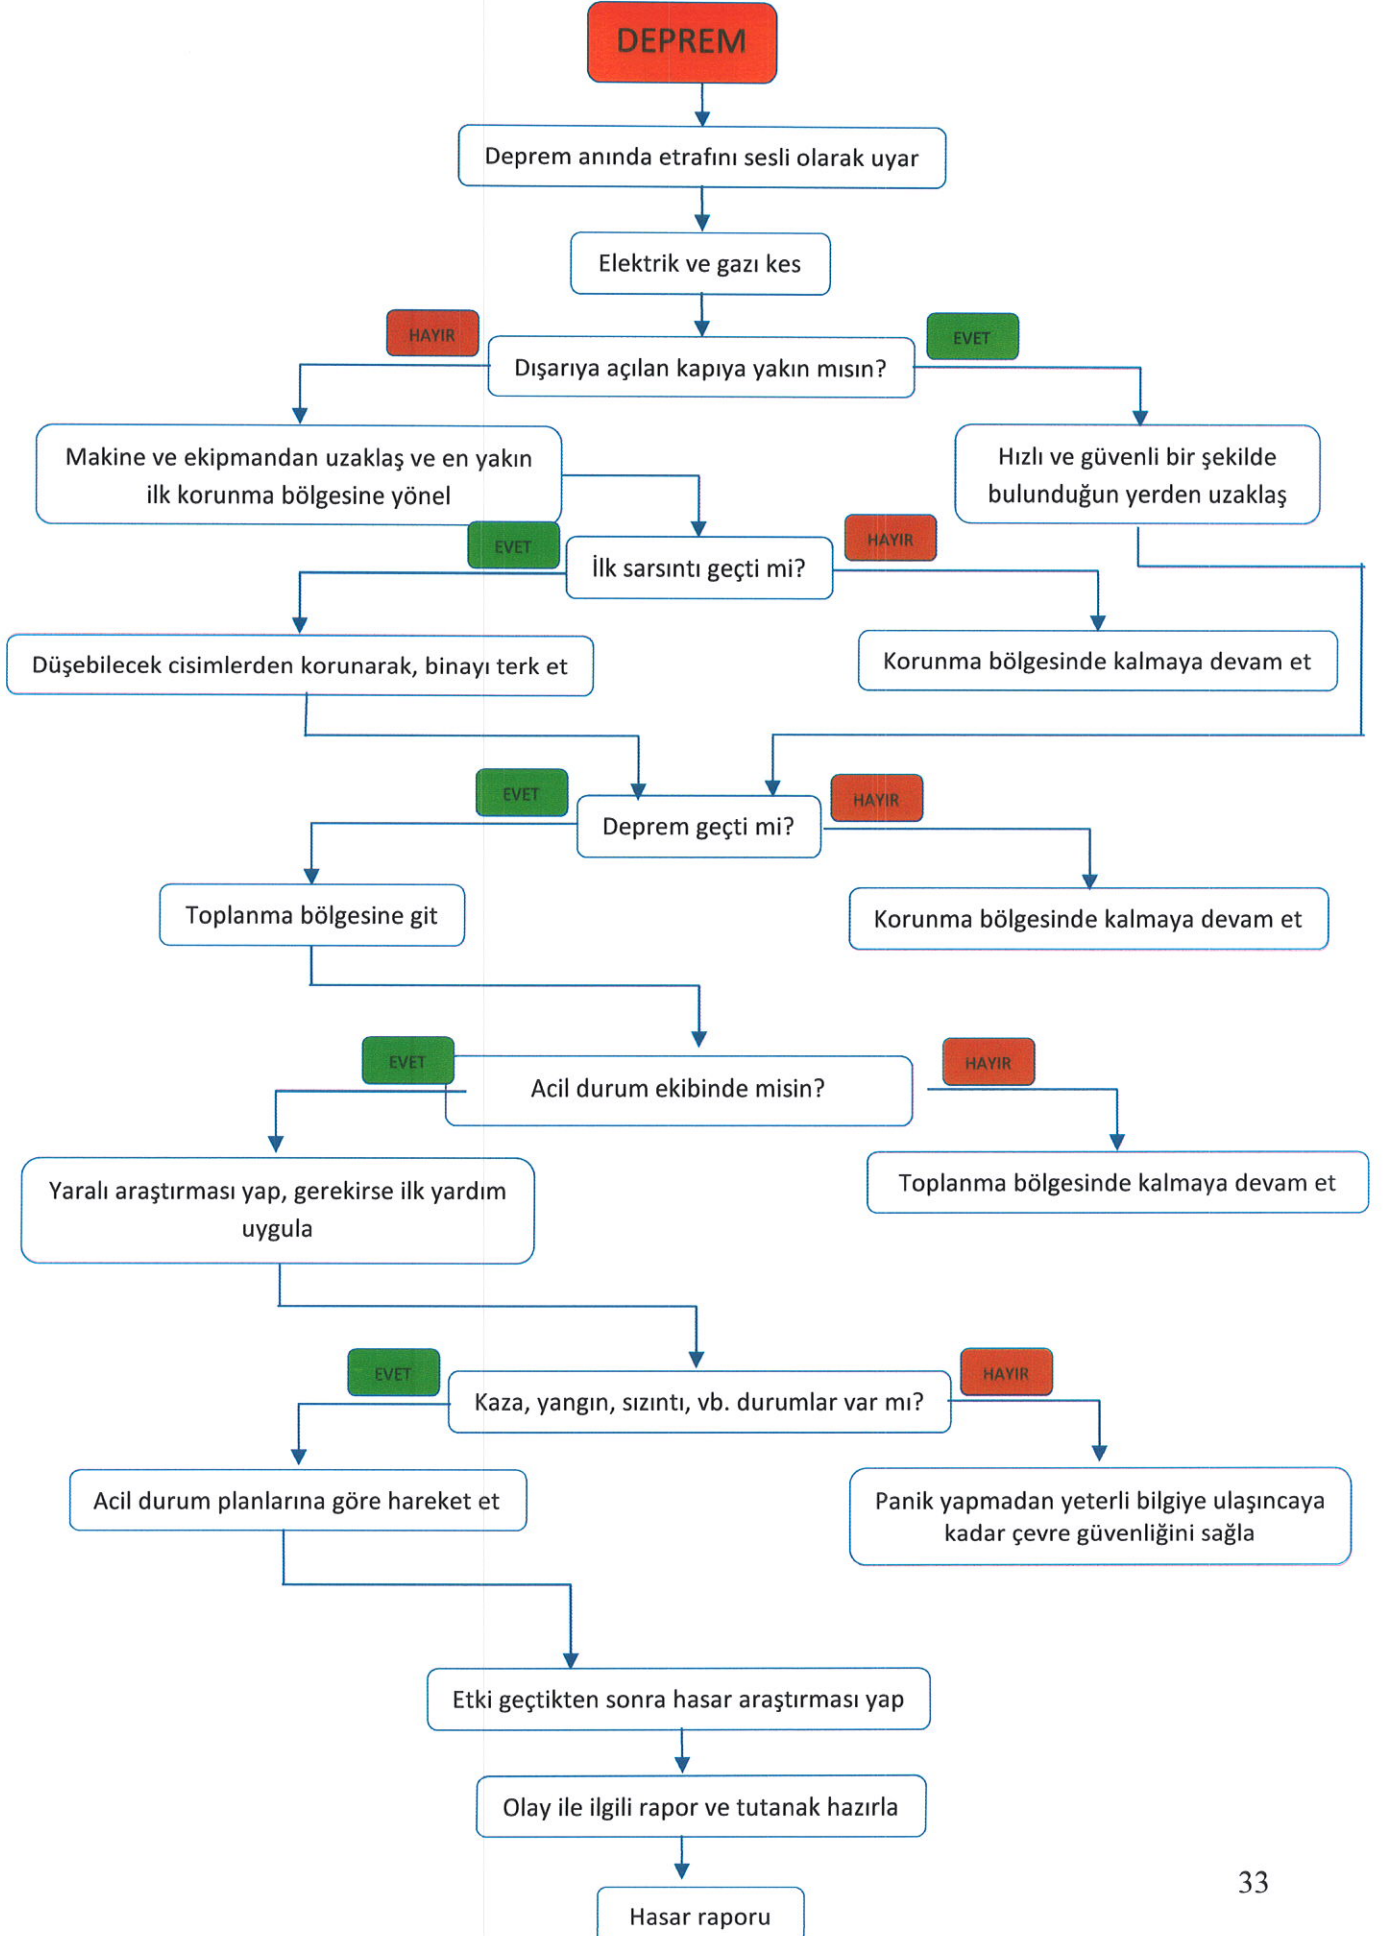 DEPREM
Deprem anında etrafını sesli olarak uyar
Elektrik ve gazı kes
HAYIR
EVET
Dışarıya açılan kapıya yakın mısın?
Makine ve ekipmandan uzaklaş ve en yakın
ilk korunma bölgesine yönel
Hızlı ve güvenli bir şekilde
bulunduğun yerden uzaklaş
EVET
HAYIR
İlk sarsıntı geçti mi?
Düşebilecek cisimlerden korunarak, binayı terk et
Korunma bölgesinde kalmaya devam et
EVET
HAYIR
Deprem geçti mi?
Toplanma bölgesine git
Korunma bölgesinde kalmaya devam et
EVET
HAYIR
Acil durum ekibinde misin?
Yaralı araştırması yap, gerekirse ilk yardım
uygula
Toplanma bölgesinde kalmaya devam et
EVET
HAYIR
Kaza, yangın, sızıntı, vb. durumlar var mı?
Acil durum planlarına göre hareket et
Panik yapmadan yeterli bilgiye ulaşıncaya
kadar çevre güvenliğini sağla
Etki geçtikten sonra hasar araştırması yap
Olay ile ilgili rapor ve tutanak hazırla
33
Hasar raporu